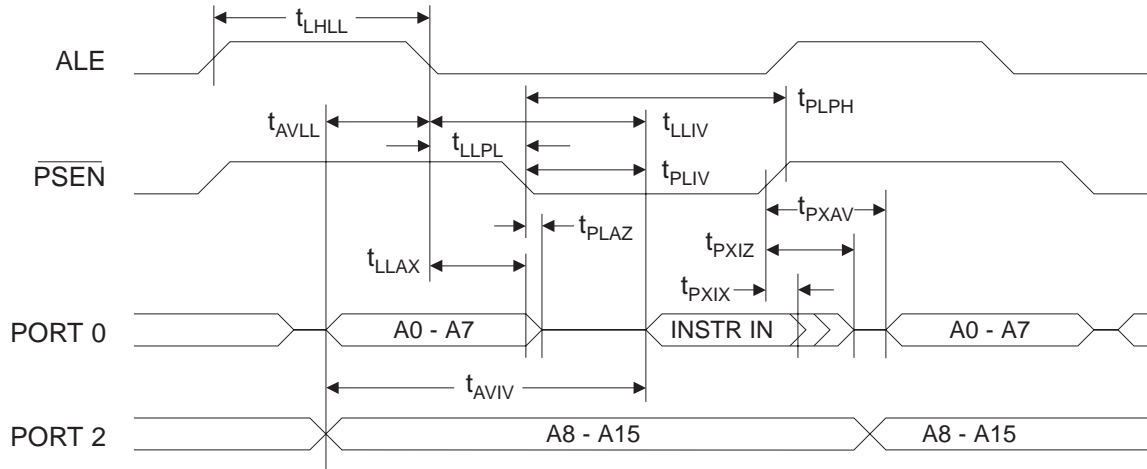 tLHLL
ALE
tPLPH
tAVLL
tLLIV
tLLPL
PSEN
tPLIV
tPXAV
tPLAZ
tPXIZ
tLLAX
tPXIX
PORT 0
A0 - A7
INSTR IN
A0 - A7
tAVIV
PORT 2
A8 - A15
A8 - A15